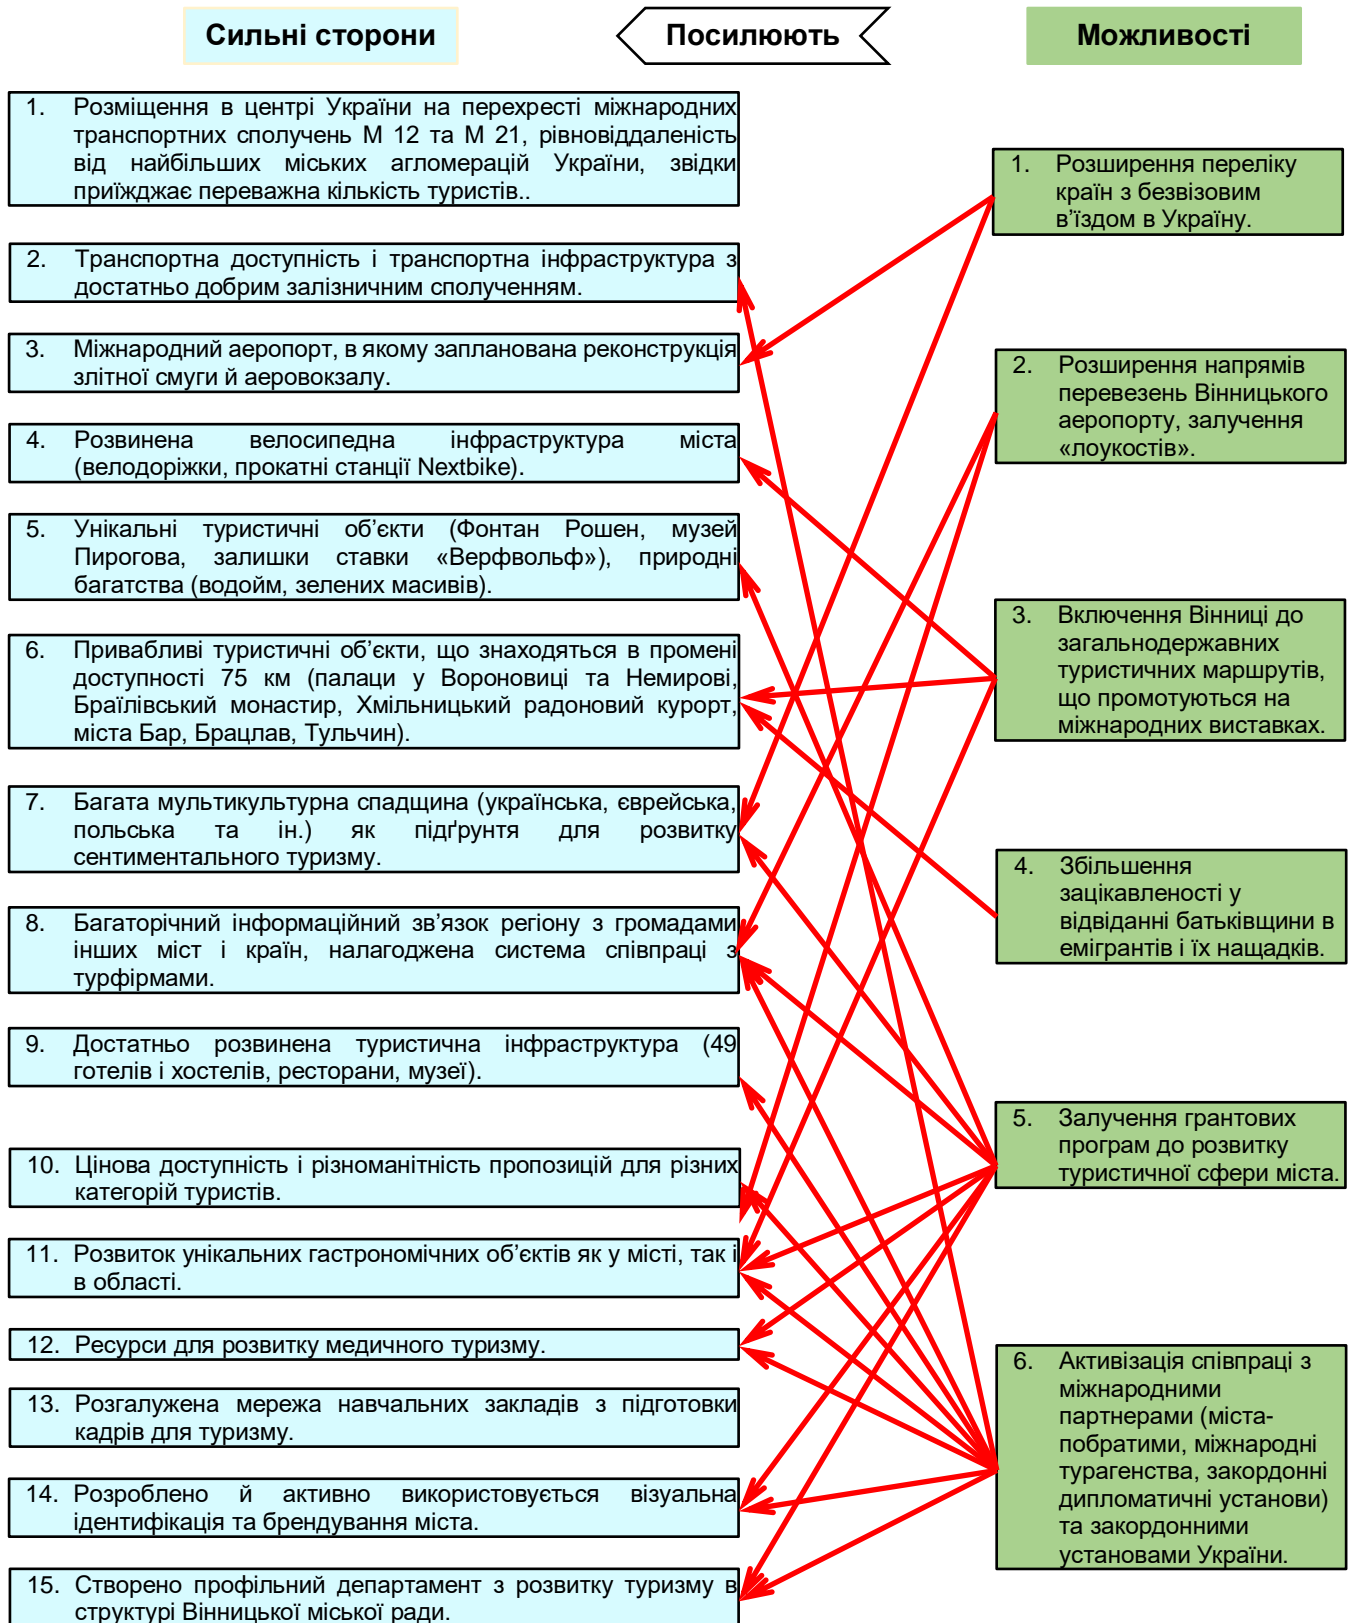 Сильні сторони
Посилюють
Можливості
1. Розміщення в центрі України на перехресті міжнародних
транспортних сполучень М 12 та М 21, рівновіддаленість
від найбільших міських агломерацій України, звідки
приїжджає переважна кількість туристів..
2. Транспортна доступність і транспортна інфраструктура з
достатньо добрим залізничним сполученням.
3. Міжнародний аеропорт, в якому запланована реконструкція
злітної смуги й аеровокзалу.
4. Розвинена велосипедна інфраструктура міста
(велодоріжки, прокатні станції Nextbike).
5. Унікальні туристичні об’єкти (Фонтан Рошен, музей
Пирогова, залишки ставки «Верфвольф»), природні
багатства (водойм, зелених масивів).
6. Привабливі туристичні об’єкти, що знаходяться в промені
доступності 75 км (палаци у Вороновиці та Немирові,
Браїлівський монастир, Хмільницький радоновий курорт,
міста Бар, Брацлав, Тульчин).
7. Багата мультикультурна спадщина (українська, єврейська,
польська та ін.) як підґрунтя для розвитку
сентиментального туризму.
8. Багаторічний інформаційний зв’язок регіону з громадами
інших міст і країн, налагоджена система співпраці з
турфірмами.
9. Достатньо розвинена туристична інфраструктура (49
готелів і хостелів, ресторани, музеї).
10. Цінова доступність і різноманітність пропозицій для різних
категорій туристів.
11. Розвиток унікальних гастрономічних об’єктів як у місті, так і
в області.
12. Ресурси для розвитку медичного туризму.
13. Розгалужена мережа навчальних закладів з підготовки
кадрів для туризму.
14. Розроблено й активно використовується візуальна
ідентифікація та брендування міста.
15. Створено профільний департамент з розвитку туризму в
структурі Вінницької міської ради.
1. Розширення переліку
країн з безвізовим
в’їздом в Україну.
2. Розширення напрямів
перевезень Вінницького
аеропорту, залучення
«лоукостів».
3. Включення Вінниці до
загальнодержавних
туристичних маршрутів,
що промотуються на
міжнародних виставках.
4. Збільшення
зацікавленості у
відвіданні батьківщини в
емігрантів і їх нащадків.
5. Залучення грантових
програм до розвитку
туристичної сфери міста.
6. Активізація співпраці з
міжнародними
партнерами (міста-
побратими, міжнародні
турагенства, закордонні
дипломатичні установи)
та закордонними
установами України.